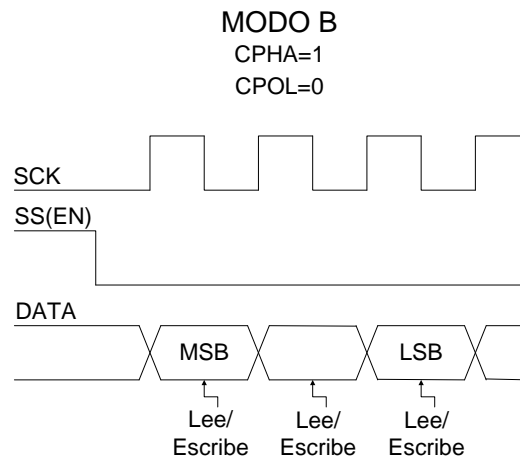 MODO B
CPHA=1
CPOL=0
SCK
SS(EN)
DATA
MSB
LSB
Lee/
Escribe
Lee/
Escribe
Lee/
Escribe